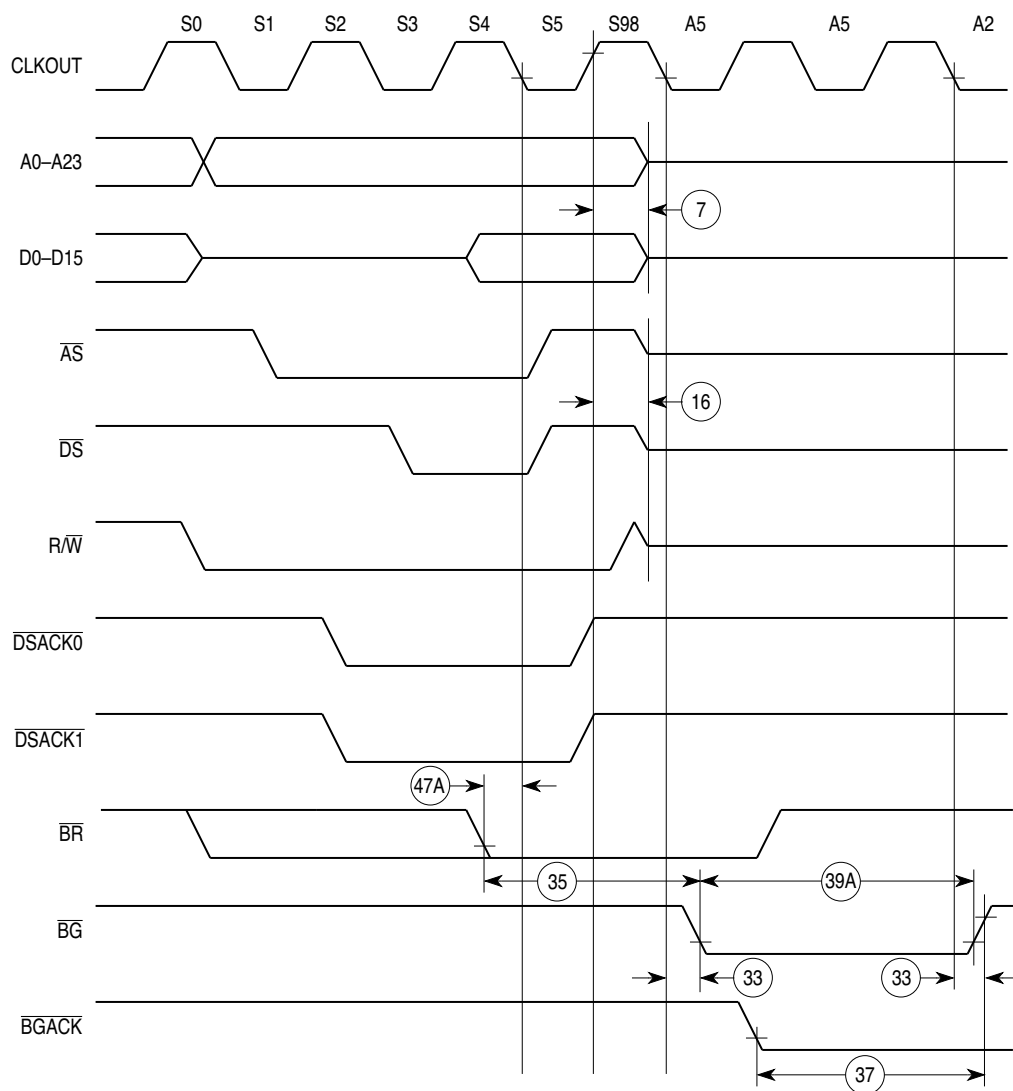 S0 S1 S2 S3 S4 S5 S98 A5 A5 A2
CLKOUT
A0–A23
7
D0–D15
AS
16
DS
R/W
DSACK0
DSACK1
47A
BR
35 39A
BG
33 33
BGACK
37